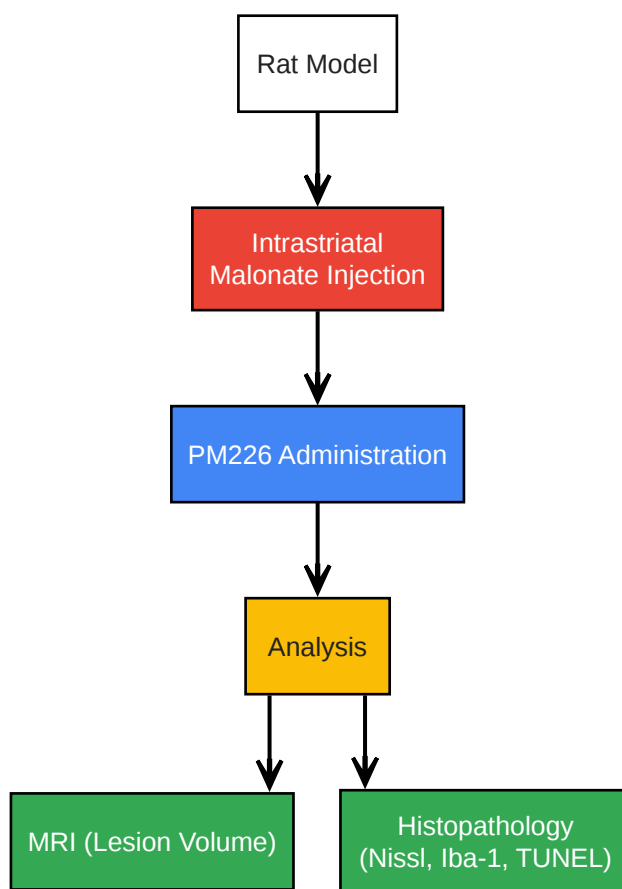 Rat Model
Intrastriatal
Malonate Injection
PM226 Administration
Analysis
MRI (Lesion Volume)
Histopathology
(Nissl, Iba-1, TUNEL)